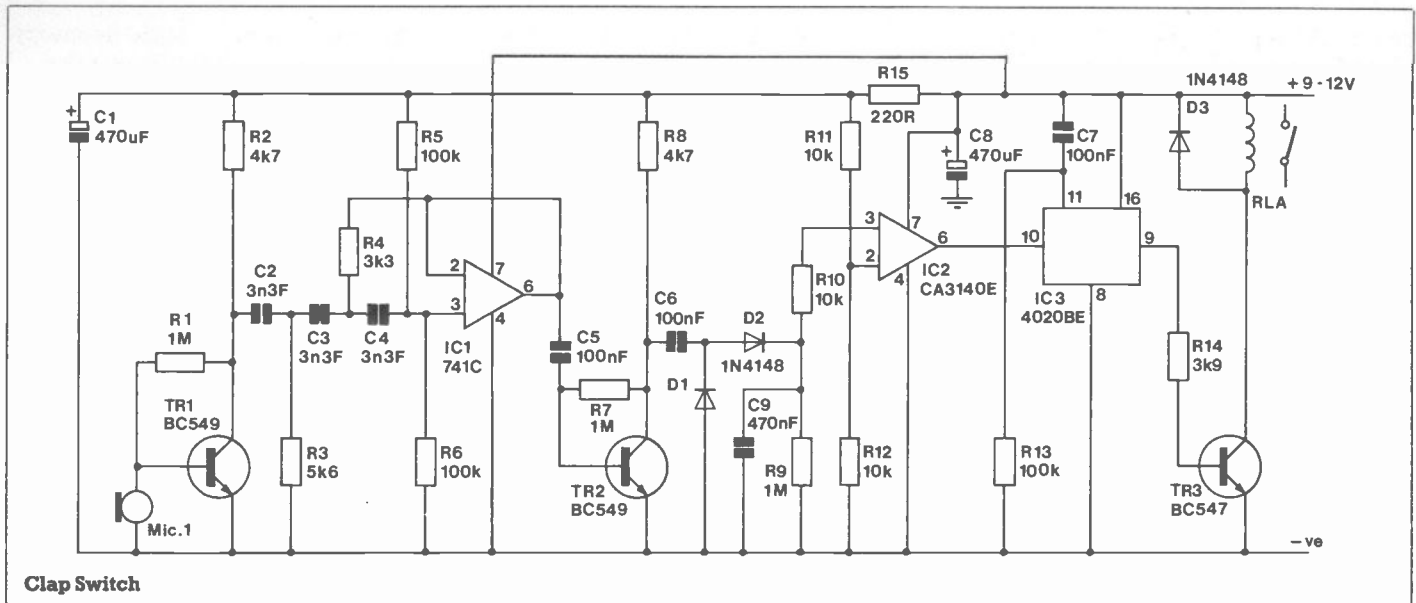 R15
220R
1N4148
+9-12V
D3
+
C1
470uF
R2
4k7
R5
100k
R8
4k7
R11
10k
C8
+
470uF
C7
100nF
RLA
R4
3k3
7
2
6
3
4
IC1
741C
C2
3n3F
C3
3n3F
C4
3n3F
R1
1M
C5
100nF
R7
1M
C6
100nF
D2
1N4148
D1
R10
10k
3
7
2
6
4
IC2
CA3140E
11
16
10
9
8
IC3
4020BE
R14
3k9
TR1
BC549
R3
5k6
R6
100k
TR2
BC549
C9
470nF
R9
1M
R12
10k
R13
100k
TR3
BC547
Mic.1
-ve
Clap Switch